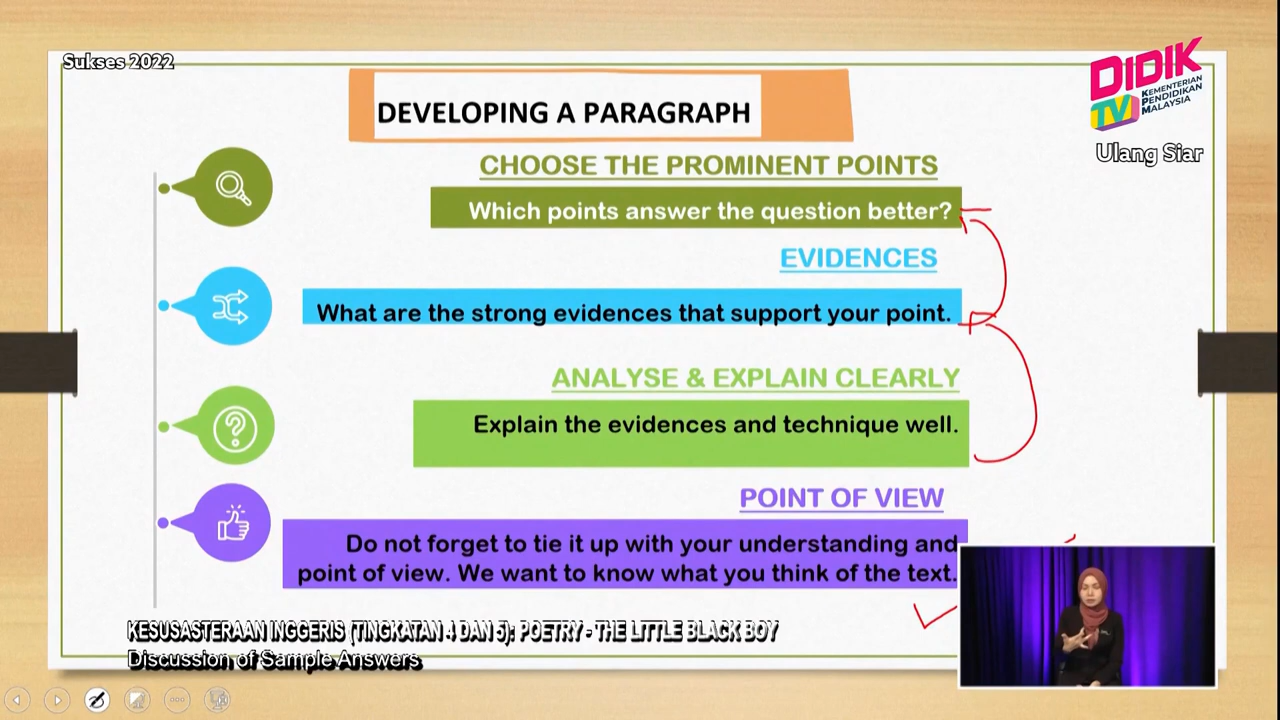 Sukses 2022
DIDIK
TV
KEMENTERIAN
PENDIDIKAN
MALAYSIA
Ulang Siar
DEVELOPING A PARAGRAPH
CHOOSE THE PROMINENT POINTS
Which points answer the question better?
EVIDENCES
What are the strong evidences that support your point.
ANALYSE & EXPLAIN CLEARLY
Explain the evidences and technique well.
POINT OF VIEW
Do not forget to tie it up with your understanding and
point of view. We want to know what you think of the text.
KESUSASTERAAN INGGERIS (TINGKATAN 4 DAN 5): POETRY - THE LITTLE BLACK BOY
Discussion of Sample Answers